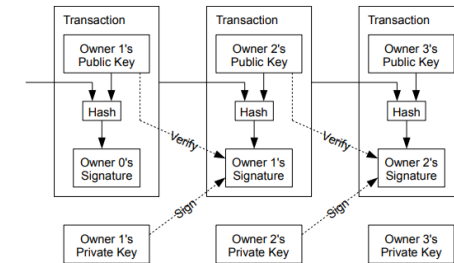 Transaction
Owner 1's
Public Key
Hash
Owner 0's
Signature
Owner 1's
Private Key
Transaction
Owner 2's
Public Key
Hash
Verify
Owner 1's
Signature
Sign
Owner 2's
Private Key
Transaction
Owner 3's
Public Key
Hash
Verify
Owner 2's
Signature
Sign
Owner 3's
Private Key